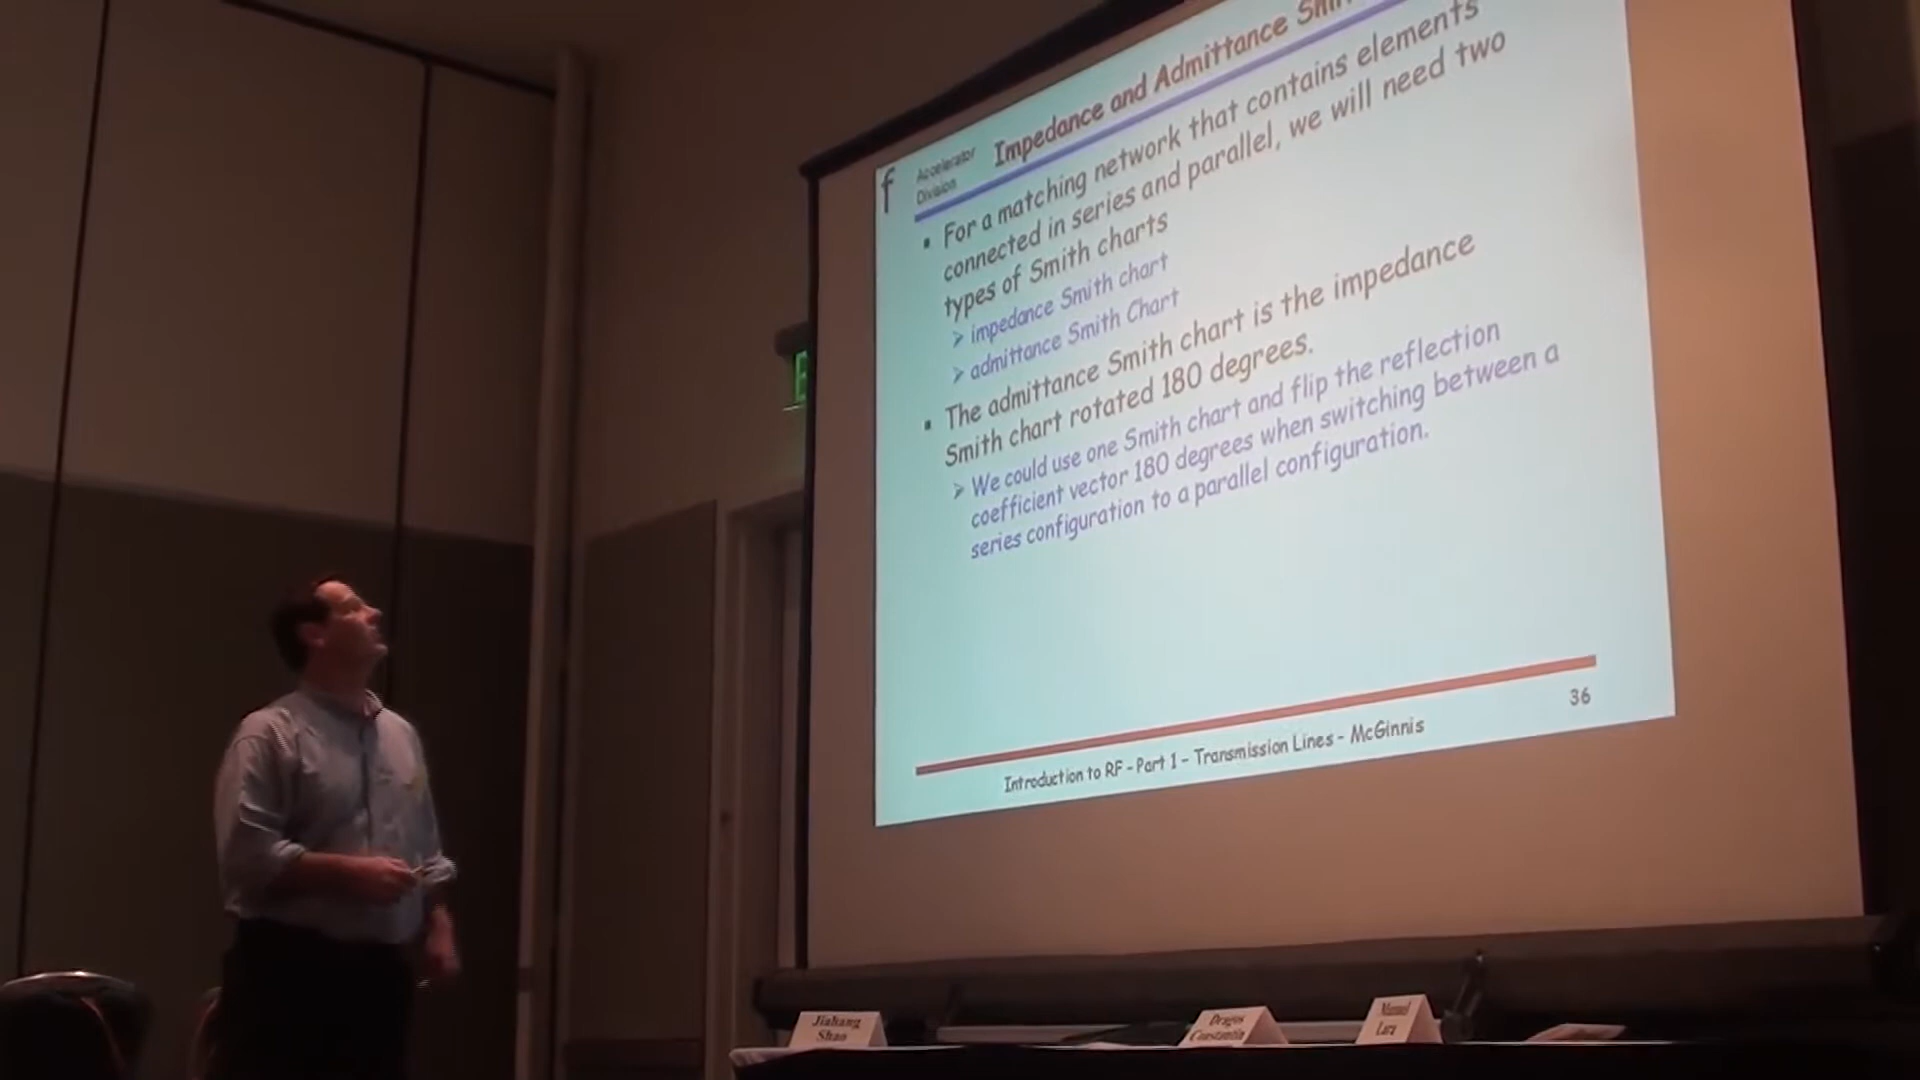 f
Accelerator
Division
Impedance and Admittance
For a matching network that contains elements
connected in series and parallel, we will need two
types of Smith charts
impedance Smith chart
admittance Smith Chart
The admittance Smith chart is the impedance
Smith chart rotated 180 degrees.
We could use one Smith chart and flip the reflection
coefficient vector 180 degrees when switching between a
series configuration to a parallel configuration.
36
Introduction to RF - Part 1 - Transmission Lines - McGinnis
E
Jiahang
Shao
Dragos
Constantin
Manuel
Lara